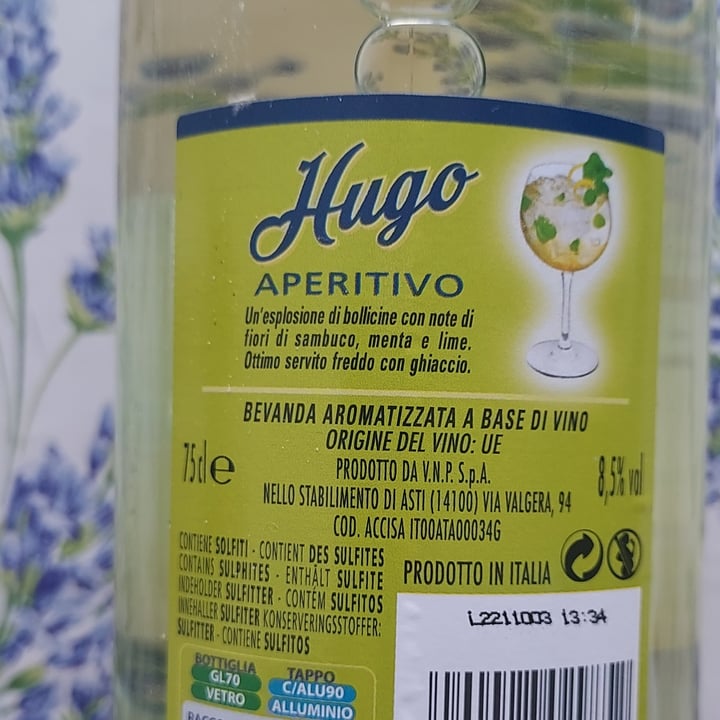 Hugo
APERITIVO
Un'esplosione di bollicine con note di
fiori di sambuco, menta e lime.
Ottimo servito freddo con ghiaccio.
BEVANDA AROMATIZZATA A BASE DI VINO
ORIGINE DEL VINO: UE
75cl e
PRODOTTO DA V.N.P. S.p.A.
8,5% vol
NELLO STABILIMENTO DI ASTI (14100) VIA VALGERA, 94
COD. ACCISA IT00ATA00034G
CONTIENE SOLFITI - CONTIENT DES SULFITES
CONTAINS SULPHITES - ENTHÄLT SULFITE
INDEHOLDER SULFITTER - CONTÉM SULFITOS
INNEHALLER SULFITER KONSERVERINGSSTOFFER:
SULFITTER - CONTIENE SULFITOS
PRODOTTO IN ITALIA
L2211003 13:34
BOTTIGLIA
GL70
VETRO
TAPPO
C/ALU90
ALLUMINIO